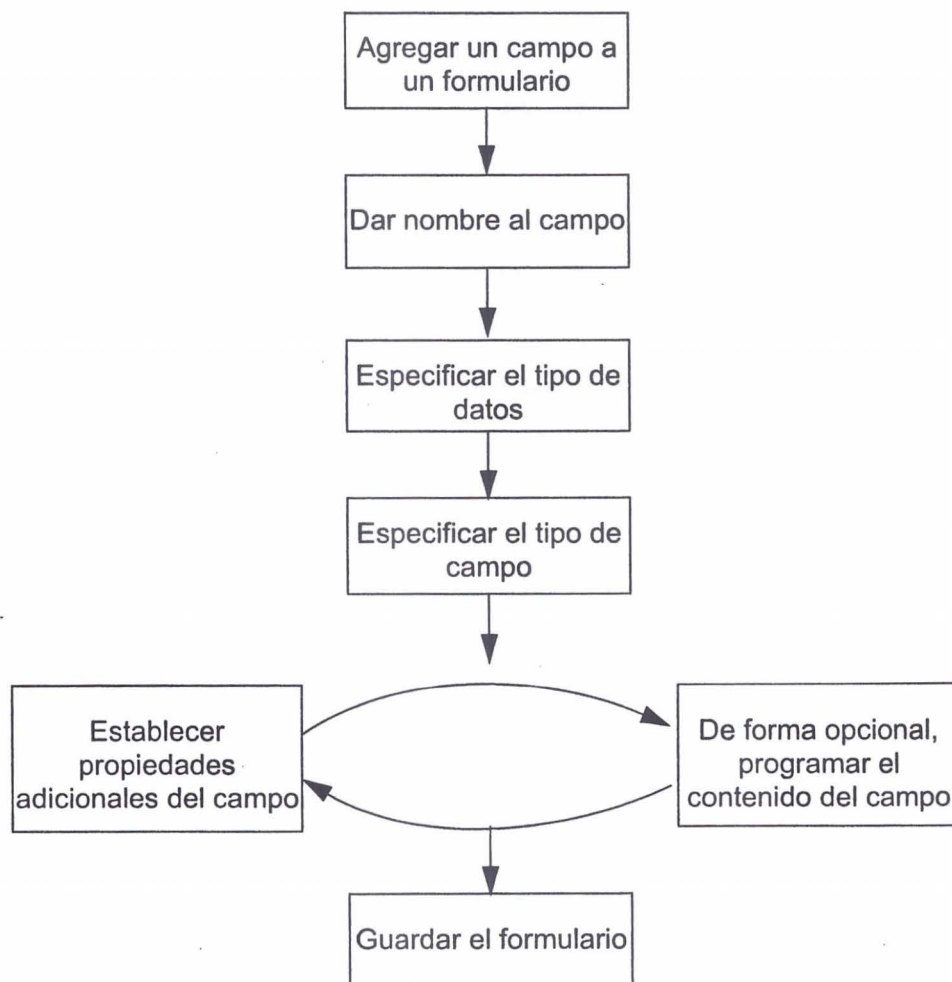 Agregar un campo a
un formulario
Dar nombre al campo
Especificar el tipo de
datos
Especificar el tipo de
campo
Establecer
propiedades
adicionales del campo
De forma opcional,
programar el
contenido del campo
Guardar el formulario